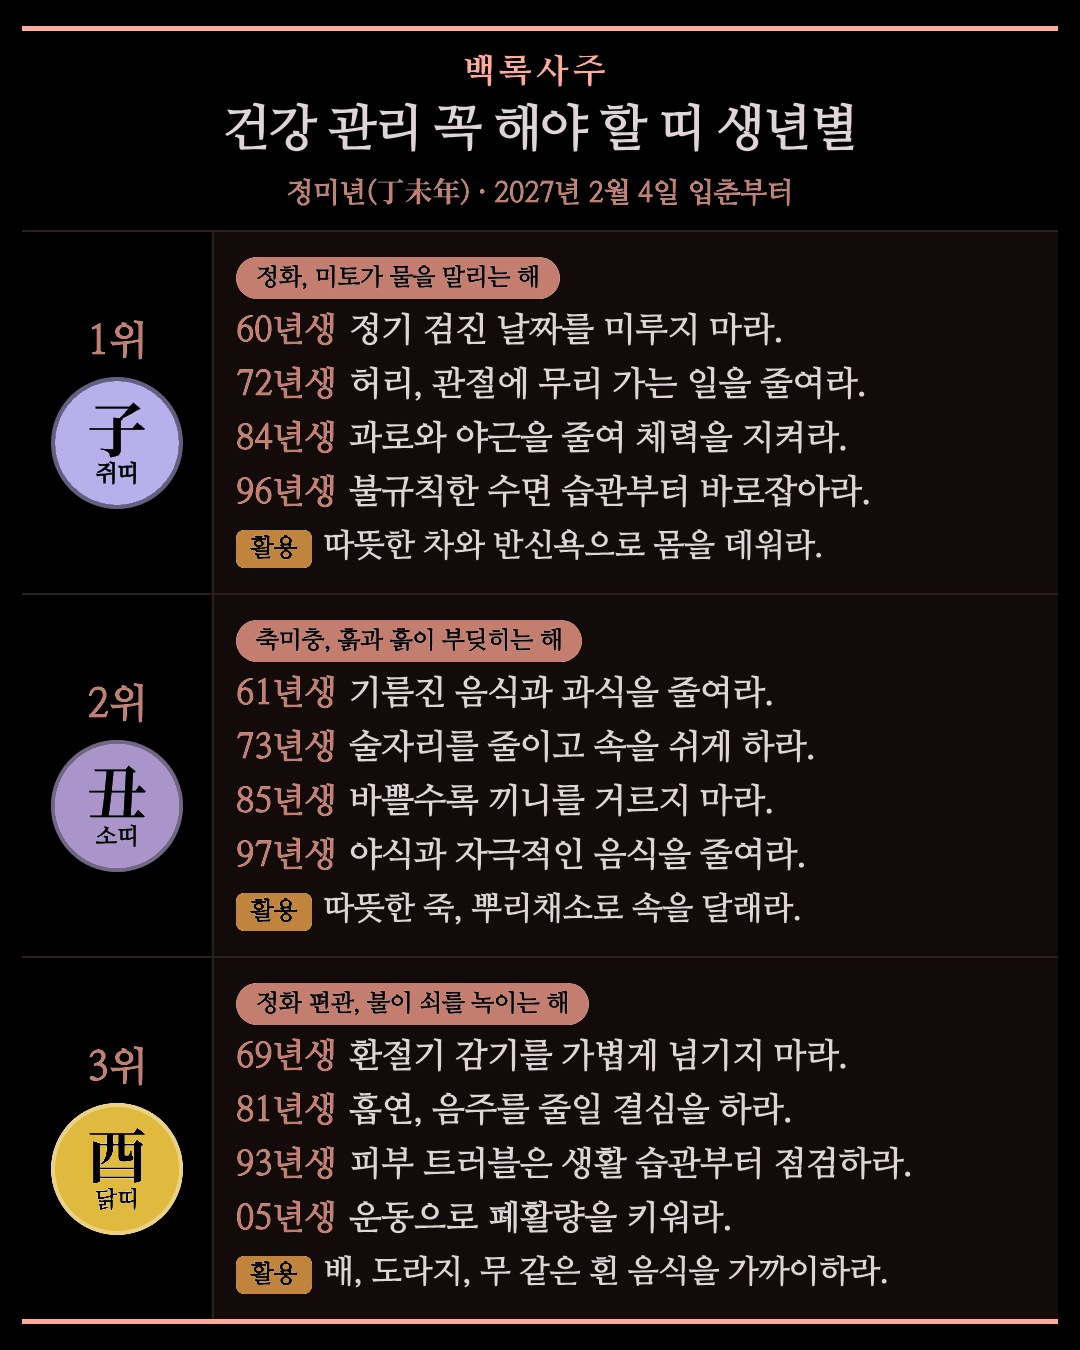 백록사주
건강 관리 꼭 해야 할 띠 생년별
정미년(丁未年) · 2027년 2월 4일 입춘부터
1위
子
쥐띠
정화, 미토가 물을 말리는 해
60년생 정기 검진 날짜를 미루지 마라.
72년생 허리, 관절에 무리 가는 일을 줄여라.
84년생 과로와 야근을 줄여 체력을 지켜라.
96년생 불규칙한 수면 습관부터 바로잡아라.
활용 따뜻한 차와 반신욕으로 몸을 데워라.
2위
丑
소띠
축미충, 흙과 흙이 부딪히는 해
61년생 기름진 음식과 과식을 줄여라.
73년생 술자리를 줄이고 속을 쉬게 하라.
85년생 바쁠수록 끼니를 거르지 마라.
97년생 야식과 자극적인 음식을 줄여라.
활용 따뜻한 죽, 뿌리채소로 속을 달래라.
3위
酉
닭띠
정화 편관, 불이 쇠를 녹이는 해
69년생 환절기 감기를 가볍게 넘기지 마라.
81년생 흡연, 음주를 줄일 결심을 하라.
93년생 피부 트러블은 생활 습관부터 점검하라.
05년생 운동으로 폐활량을 키워라.
활용 배, 도라지, 무 같은 흰 음식을 가까이하라.